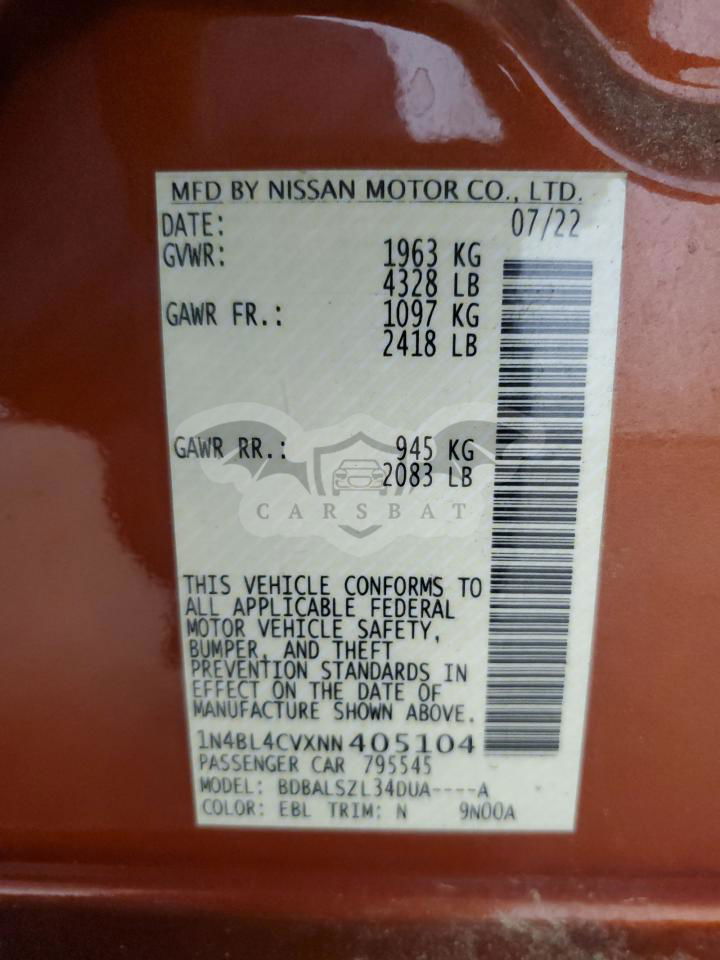 MFD BY NISSAN MOTOR CO., LTD.
DATE: 07/22
GVWR: 1963 KG
4328 LB
GAWR FR.: 1097 KG
2418 LB
GAWR RR.: 945 KG
2083 LB
CARSBAT
THIS VEHICLE CONFORMS TO
ALL APPLICABLE FEDERAL
MOTOR VEHICLE SAFETY,
BUMPER, AND THEFT
PREVENTION STANDARDS IN
EFFECT ON THE DATE OF
MANUFACTURE SHOWN ABOVE.
1N4BL4CVXNN405104
PASSENGER CAR 795545
MODEL: BDBALSZL34DUA----A
COLOR: EBL TRIM: N 9N00A